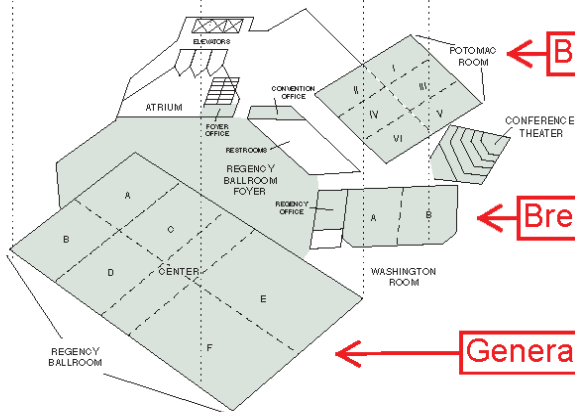 ELEVATORS
POTOMAC
ROOM
B
I
II
III
IV
V
VI
CONVENTION
OFFICE
ATRIUM
FOYER
OFFICE
CONFERENCE
THEATER
RESTROOMS
REGENCY
BALLROOM
FOYER
REGENCY
OFFICE
A
B
Bre
A
B
C
D
CENTER
E
F
WASHINGTON
ROOM
REGENCY
BALLROOM
Genera